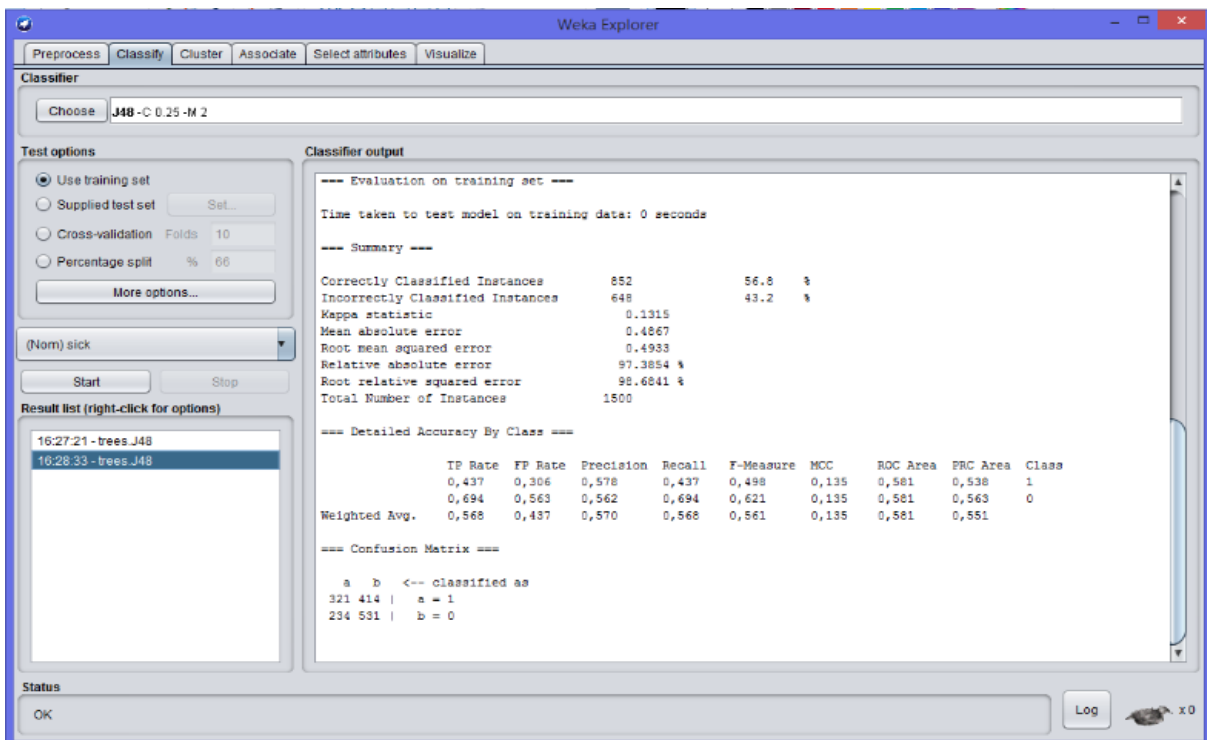 Weka Explorer
Preprocess Classify Cluster Associate Select attributes Visualize
Classifier
Choose J48 -C 0.25 -M 2
Test options
Use training set
Supplied test set Set...
Cross-validation Folds 10
Percentage split % 66
More options...
(Nom) sick
Start Stop
Result list (right-click for options)
16:27:21 - trees.J48
16:28:33 - trees.J48
Classifier output
=== Evaluation on training set ===
Time taken to test model on training data: 0 seconds
=== Summary ===
Correctly Classified Instances 852 56.8 %
Incorrectly Classified Instances 648 43.2 %
Kappa statistic 0.1315
Mean absolute error 0.4867
Root mean squared error 0.4933
Relative absolute error 97.3854 %
Root relative squared error 98.6841 %
Total Number of Instances 1500
=== Detailed Accuracy By Class ===
TP Rate FP Rate Precision Recall F-Measure MCC ROC Area PRC Area Class
0,437 0,306 0,578 0,437 0,498 0,135 0,581 0,538 1
0,694 0,563 0,562 0,694 0,621 0,135 0,581 0,563 0
Weighted Avg. 0,568 0,437 0,570 0,568 0,561 0,135 0,581 0,551
=== Confusion Matrix ===
a b <-- classified as
321 414 | a = 1
234 531 | b = 0
Status
OK
Log
x 0